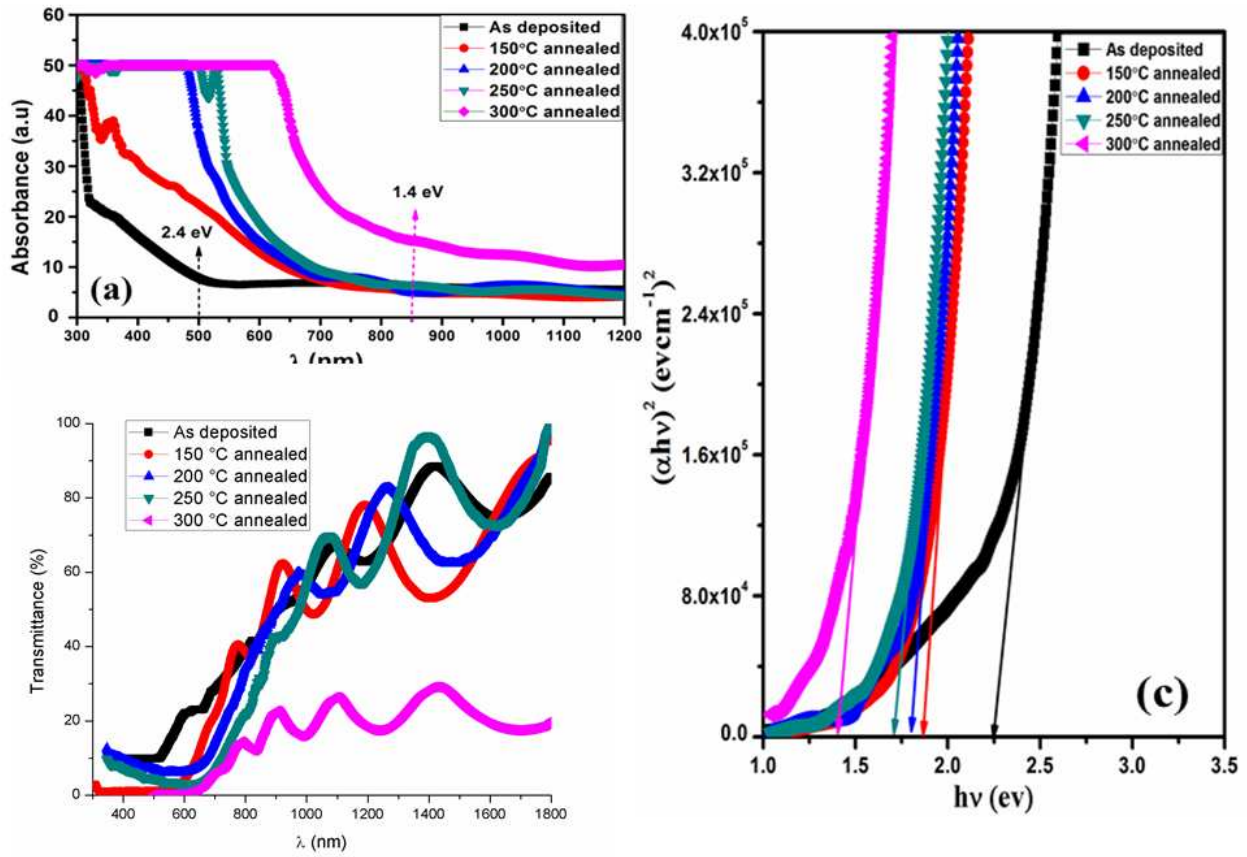 Absorbance (a.u)
60
50
40
30
20
10
0
As deposited
150°C annealed
200°C annealed
250°C annealed
300°C annealed
2.4 eV
1.4 eV
(a)
300 400 500 600 700 800 900 1000 1100 1200
λ (nm)
Transmittance (%)
100
80
60
40
20
0
As deposited
150 °C annealed
200 °C annealed
250 °C annealed
300 °C annealed
400 600 800 1000 1200 1400 1600 1800
λ (nm)
(αhν)² (evcm⁻¹)²
4.0x10⁵
3.2x10⁵
2.4x10⁵
1.6x10⁵
8.0x10⁴
0.0
As deposited
150°C annealed
200°C annealed
250°C annealed
300°C annealed
(c)
1.0 1.5 2.0 2.5 3.0 3.5
hν (ev)